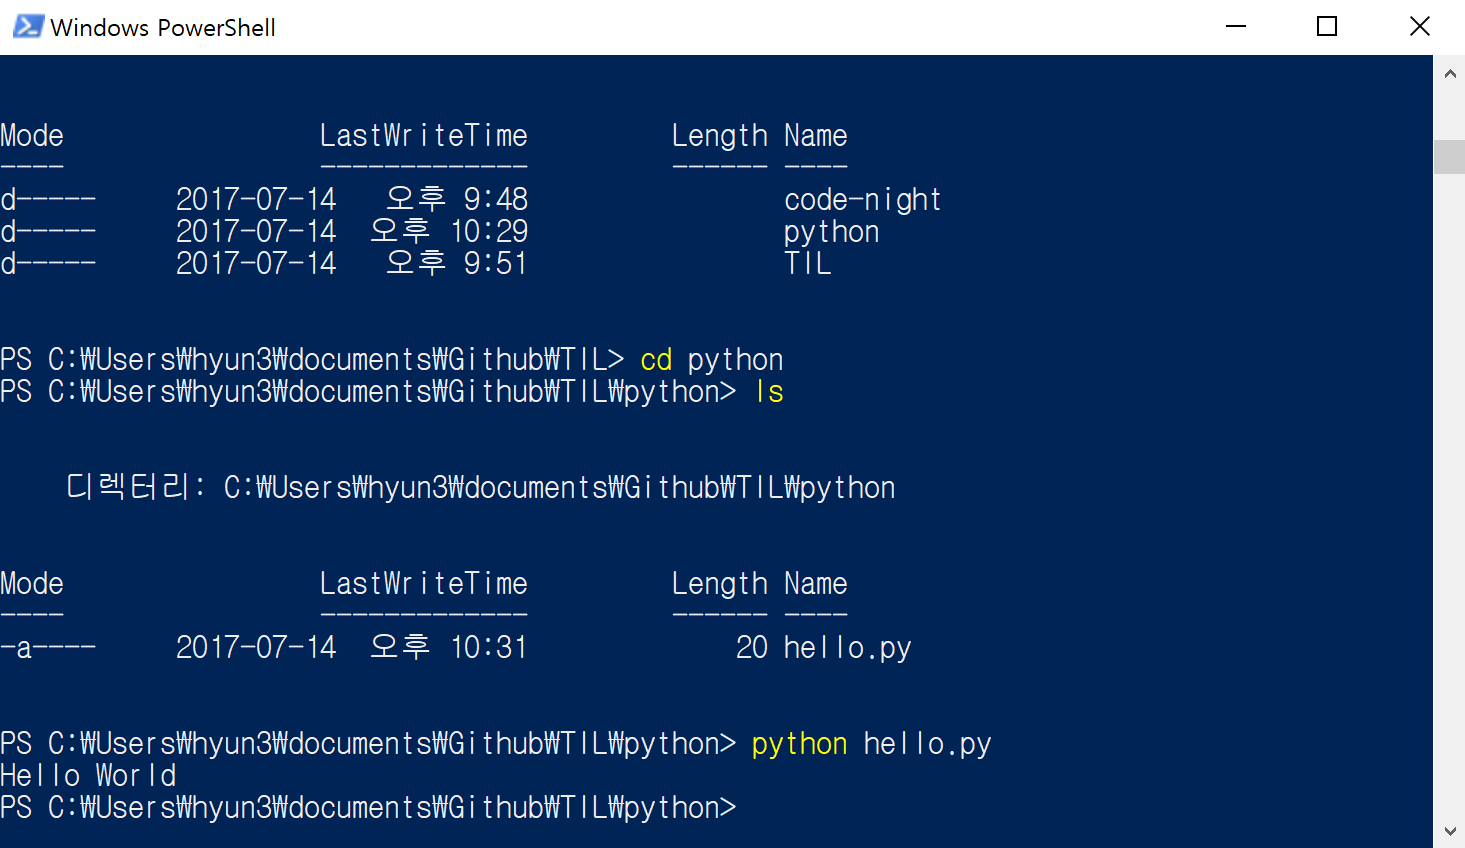 Windows PowerShell
Mode                LastWriteTime         Length Name
----                -------------         ------ ----
d-----     2017-07-14   오후 9:48                code-night
d-----     2017-07-14  오후 10:29                python
d-----     2017-07-14   오후 9:51                TIL
PS C:₩Users₩hyun3₩documents₩Github₩TIL> cd python
PS C:₩Users₩hyun3₩documents₩Github₩TIL₩python> ls
    디렉터리: C:₩Users₩hyun3₩documents₩Github₩TIL₩python
Mode                LastWriteTime         Length Name
----                -------------         ------ ----
-a----     2017-07-14  오후 10:31             20 hello.py
PS C:₩Users₩hyun3₩documents₩Github₩TIL₩python> python hello.py
Hello World
PS C:₩Users₩hyun3₩documents₩Github₩TIL₩python>